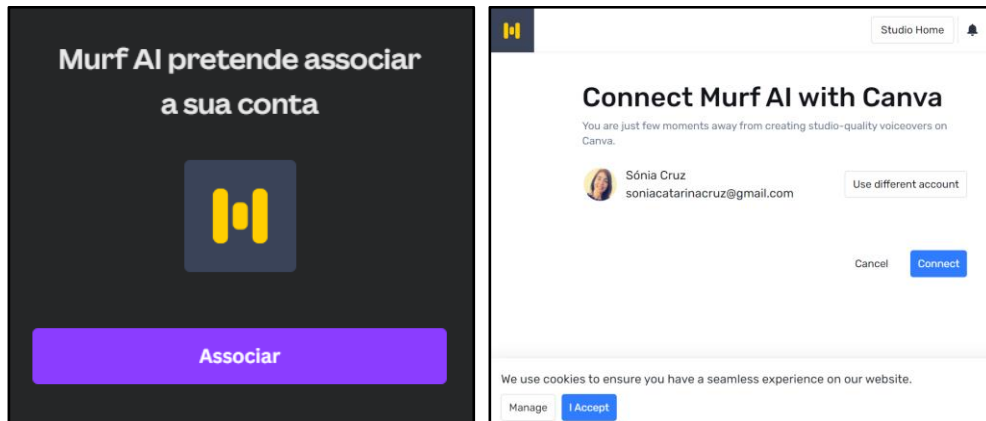 Murf AI pretende associar
a sua conta
Associar
Studio Home
Connect Murf AI with Canva
You are just few moments away from creating studio-quality voiceovers on
Canva.
Sónia Cruz
soniacatarinacruz@gmail.com
Use different account
Cancel
Connect
We use cookies to ensure you have a seamless experience on our website.
Manage
I Accept